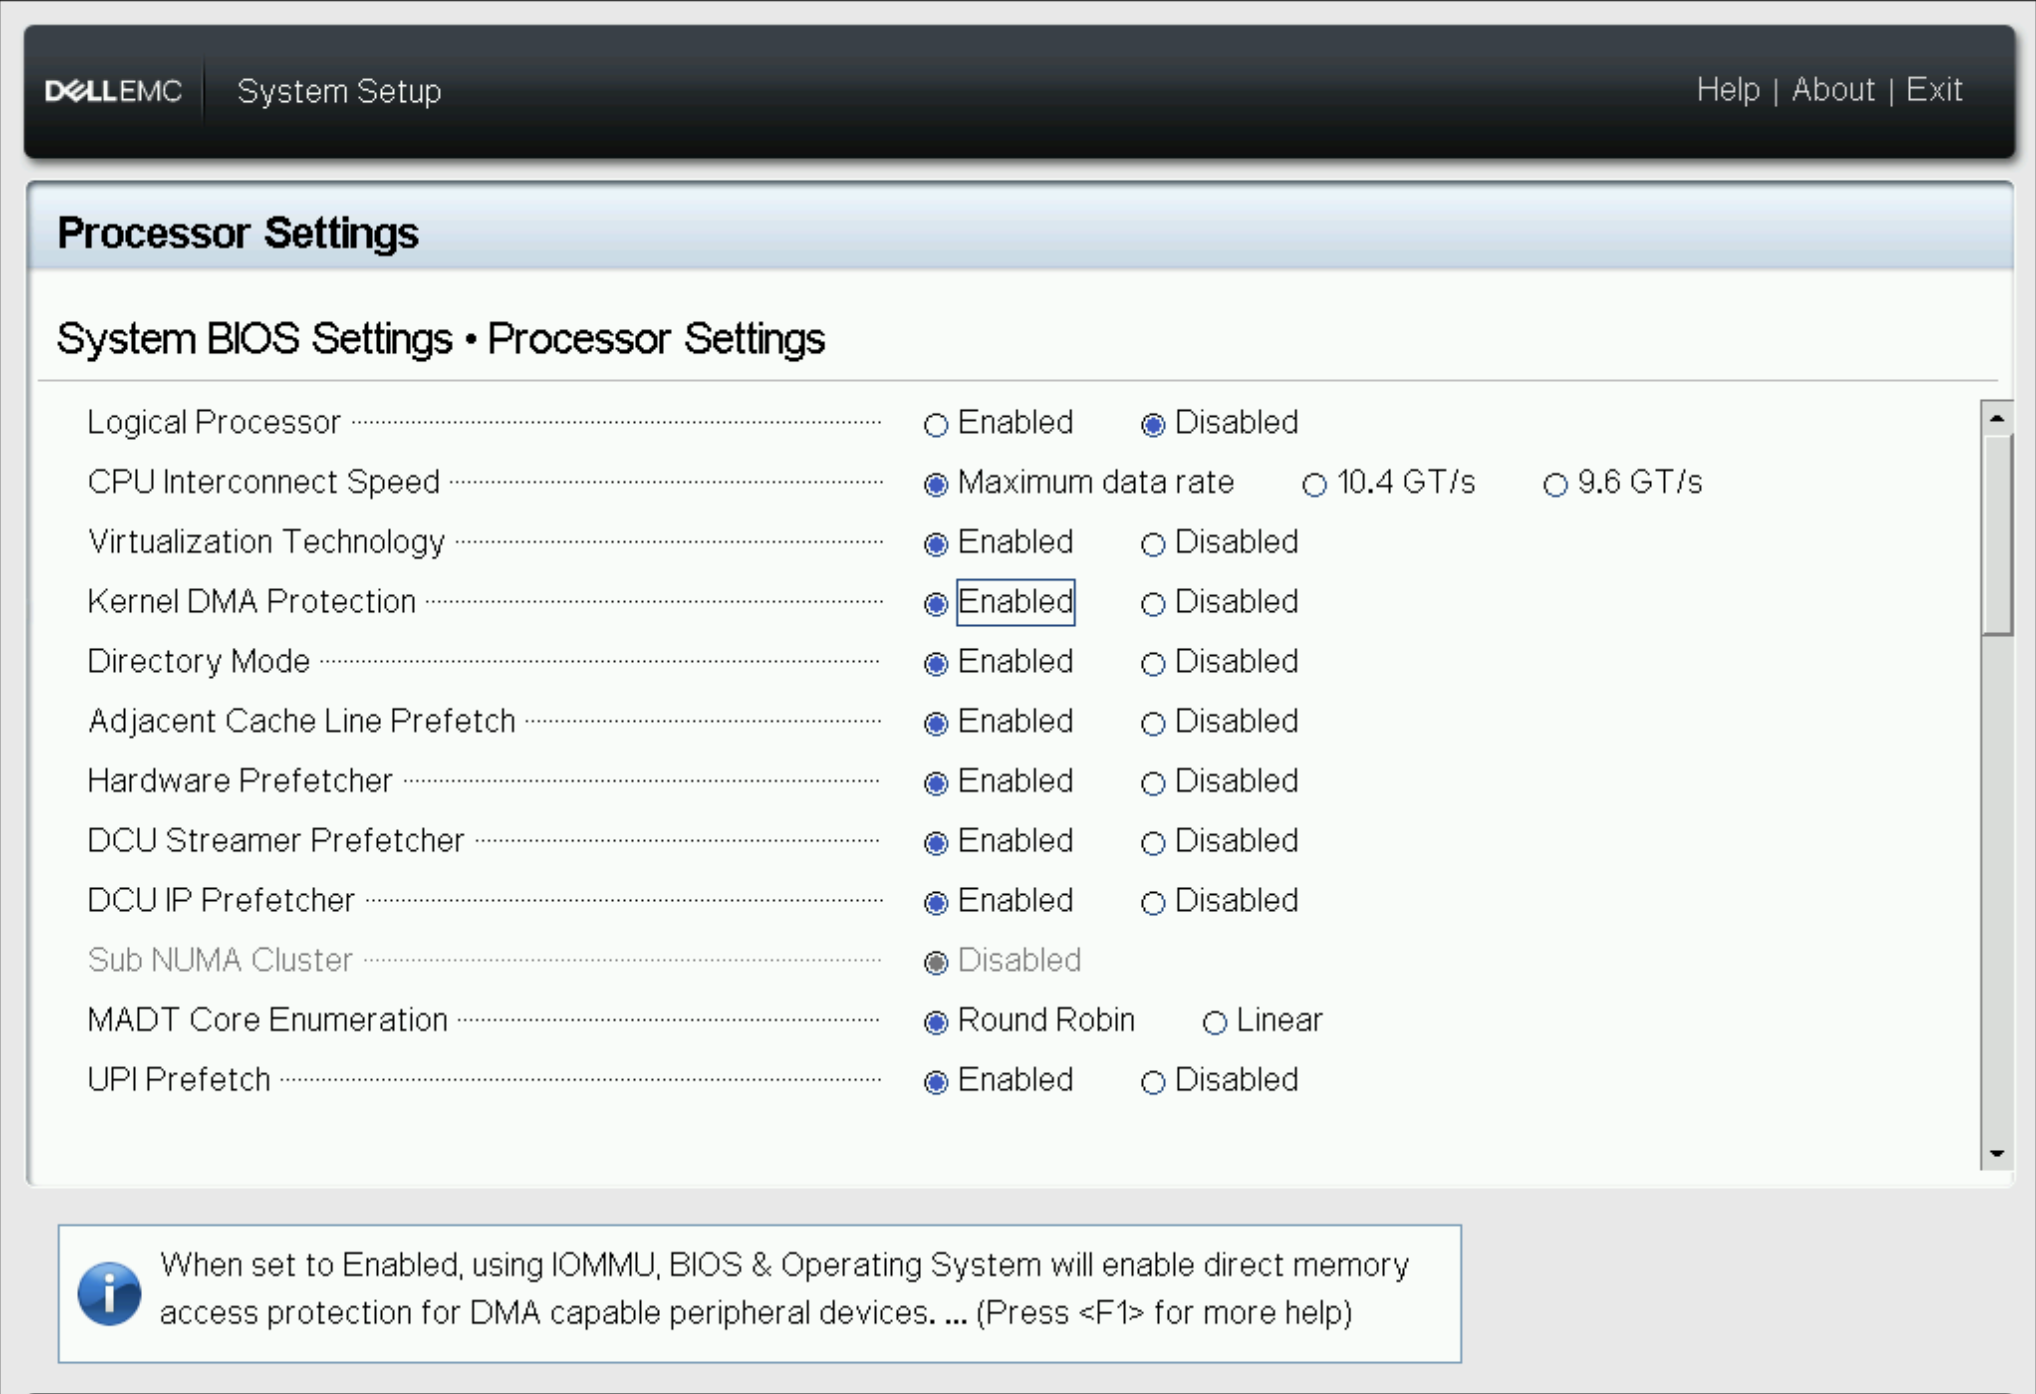 DELLEMC System Setup Help | About | Exit
Processor Settings
System BIOS Settings • Processor Settings
Logical Processor Enabled Disabled
CPU Interconnect Speed Maximum data rate 10.4 GT/s 9.6 GT/s
Virtualization Technology Enabled Disabled
Kernel DMA Protection Enabled Disabled
Directory Mode Enabled Disabled
Adjacent Cache Line Prefetch Enabled Disabled
Hardware Prefetcher Enabled Disabled
DCU Streamer Prefetcher Enabled Disabled
DCU IP Prefetcher Enabled Disabled
Sub NUMA Cluster Disabled
MADT Core Enumeration Round Robin Linear
UPI Prefetch Enabled Disabled
When set to Enabled, using IOMMU, BIOS & Operating System will enable direct memory
access protection for DMA capable peripheral devices. ... (Press <F1> for more help)